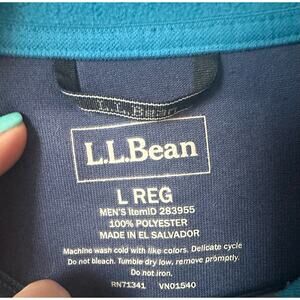 L.L.Bean
L.L.Bean
L REG
MEN'S ItemID 283955
100% POLYESTER
MADE IN EL SALVADOR
Machine wash cold with like colors. Delicate cycle
Do not bleach. Tumble dry low, remove promptly.
Do not iron.
RN71341 VN01540